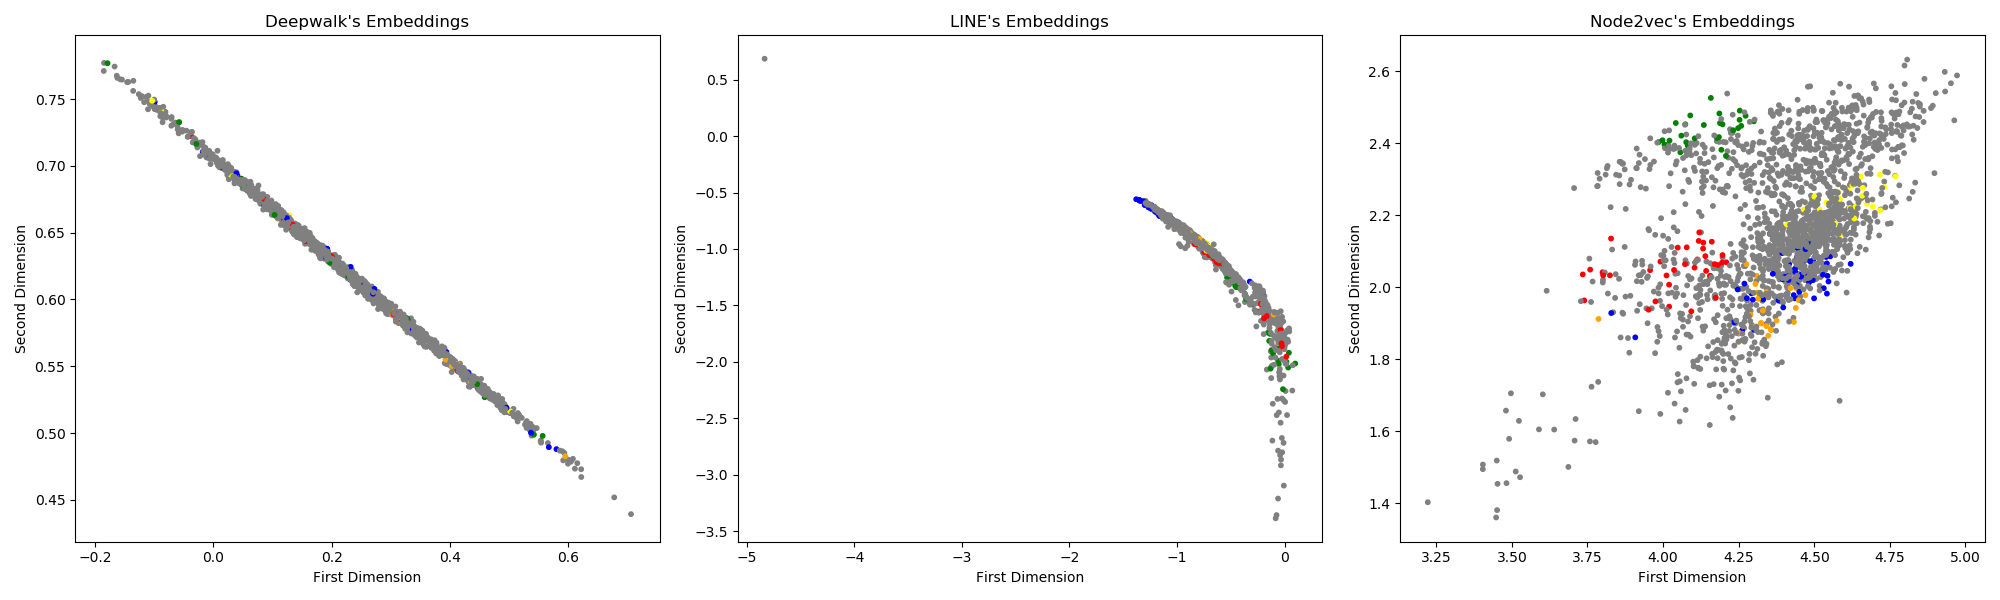 Deepwalk's Embeddings
0.75
0.70
0.65
0.60
0.55
0.50
0.45
Second Dimension
−0.2 0.0 0.2 0.4 0.6
First Dimension
LINE's Embeddings
0.5
0.0
−0.5
−1.0
−1.5
−2.0
−2.5
−3.0
−3.5
Second Dimension
−5 −4 −3 −2 −1 0
First Dimension
Node2vec's Embeddings
2.6
2.4
2.2
2.0
1.8
1.6
1.4
Second Dimension
3.25 3.50 3.75 4.00 4.25 4.50 4.75 5.00
First Dimension